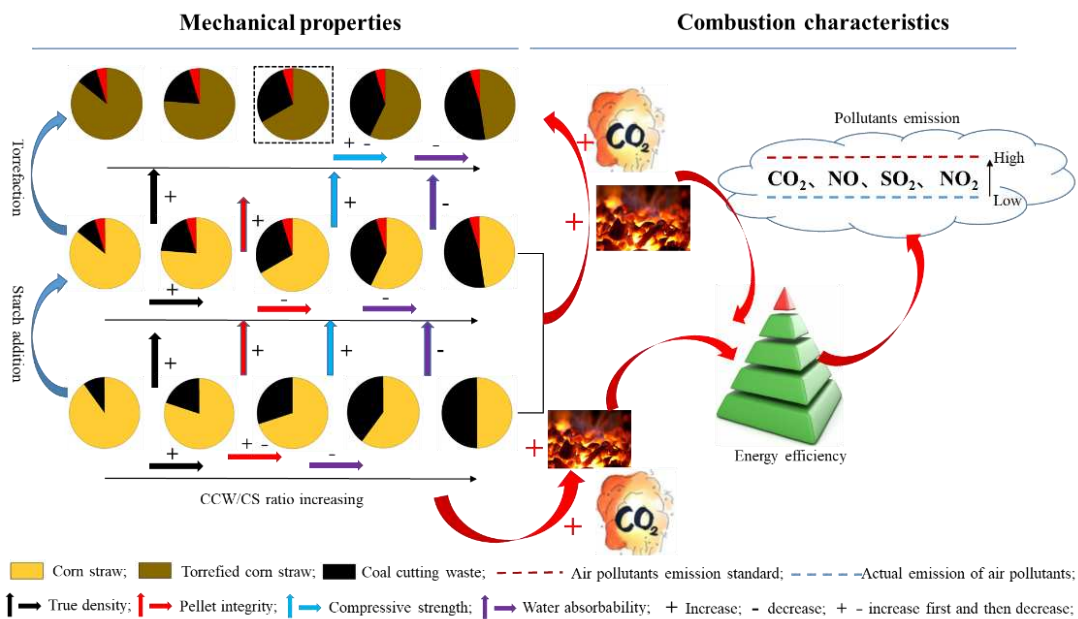 Mechanical properties
Combustion characteristics
Torrefaction
Starch addition
+ -
-
+
+
+
-
+
-
-
+
+
+
-
+
+ -
-
CCW/CS ratio increasing
+
CO2
+
+
+
CO2
Pollutants emission
High
CO2、NO、SO2、NO2
Low
Energy efficiency
Corn straw; Torrefied corn straw; Coal cutting waste; Air pollutants emission standard; Actual emission of air pollutants;
True density; Pellet integrity; Compressive strength; Water absorbability; + Increase; - decrease; + - increase first and then decrease;